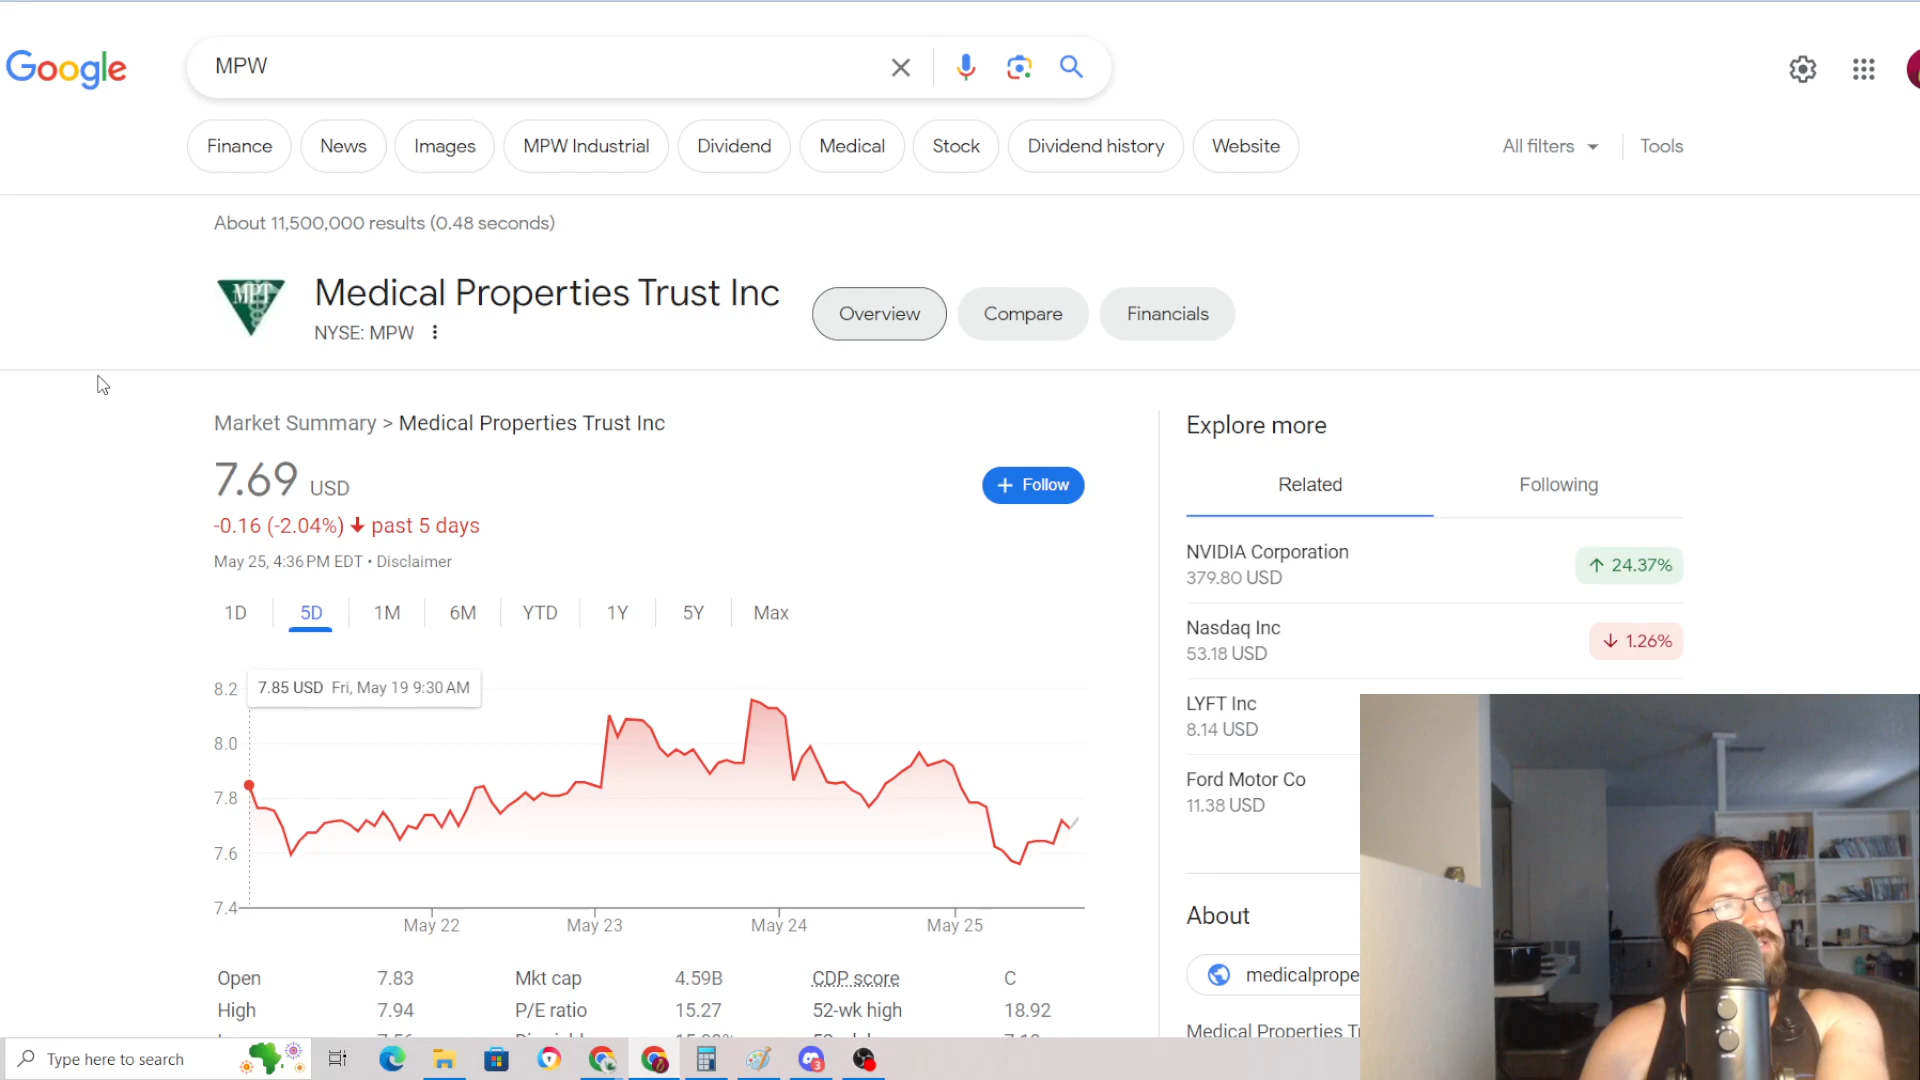 Google
MPW
Finance
News
Images
MPW Industrial
Dividend
Medical
Stock
Dividend history
Website
All filters
Tools
About 11,500,000 results (0.48 seconds)
MPT
Medical Properties Trust Inc
NYSE: MPW
Overview
Compare
Financials
Market Summary > Medical Properties Trust Inc
7.69 USD
+ Follow
-0.16 (-2.04%) past 5 days
May 25, 4:36 PM EDT • Disclaimer
1D 5D 1M 6M YTD 1Y 5Y Max
7.85 USD Fri, May 19 9:30 AM
8.2
8.0
7.8
7.6
7.4
May 22 May 23 May 24 May 25
Open 7.83 Mkt cap 4.59B CDP score C
High 7.94 P/E ratio 15.27 52-wk high 18.92
Explore more
Related Following
NVIDIA Corporation
379.80 USD
24.37%
Nasdaq Inc
53.18 USD
1.26%
LYFT Inc
8.14 USD
Ford Motor Co
11.38 USD
About
medicalprope
Medical Properties
Type here to search
3